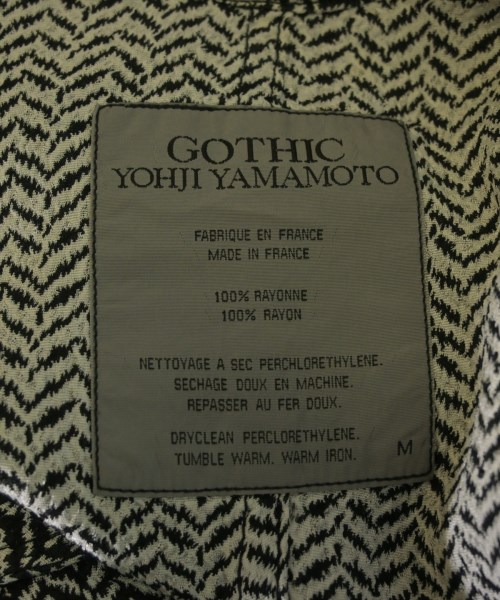 GOTHIC
YOHJI YAMAMOTO
FABRIQUE EN FRANCE
MADE IN FRANCE
100% RAYONNE
100% RAYON
NETTOYAGE A SEC PERCHLORETHYLENE.
SECHAGE DOUX EN MACHINE.
REPASSER AU FER DOUX.
DRYCLEAN PERCLORETHYLENE.
TUMBLE WARM. WARM IRON.
M